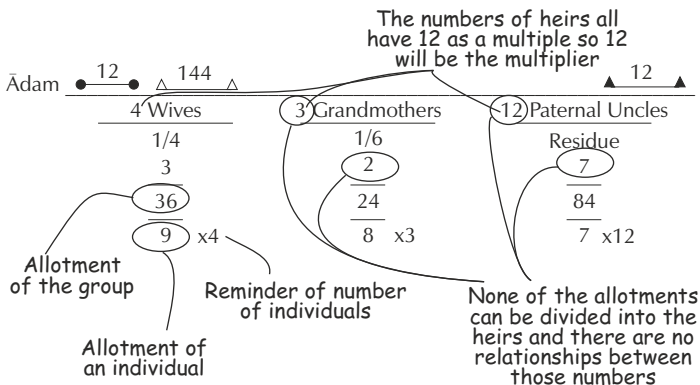 The numbers of heirs all
have 12 as a multiple so 12
will be the multiplier
Ādam 12 144 12
4 Wives 3 Grandmothers 12 Paternal Uncles
1/4 1/6 Residue
3 2 7
36 24 84
9 x4 8 x3 7 x12
Allotment
of the group
Reminder of number
of individuals
Allotment of
an individual
None of the allotments
can be divided into the
heirs and there are no
relationships between
those numbers